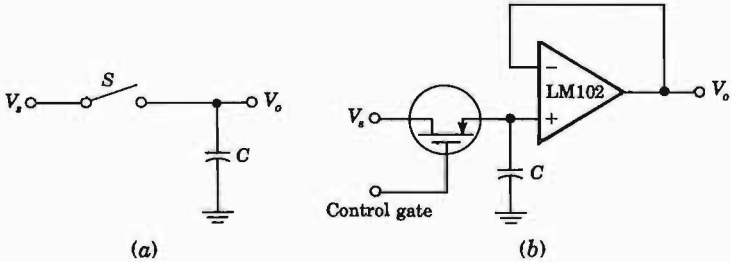 V_s
S
V_o
C
(a)
V_s
Control gate
C
−
+
LM102
V_o
(b)